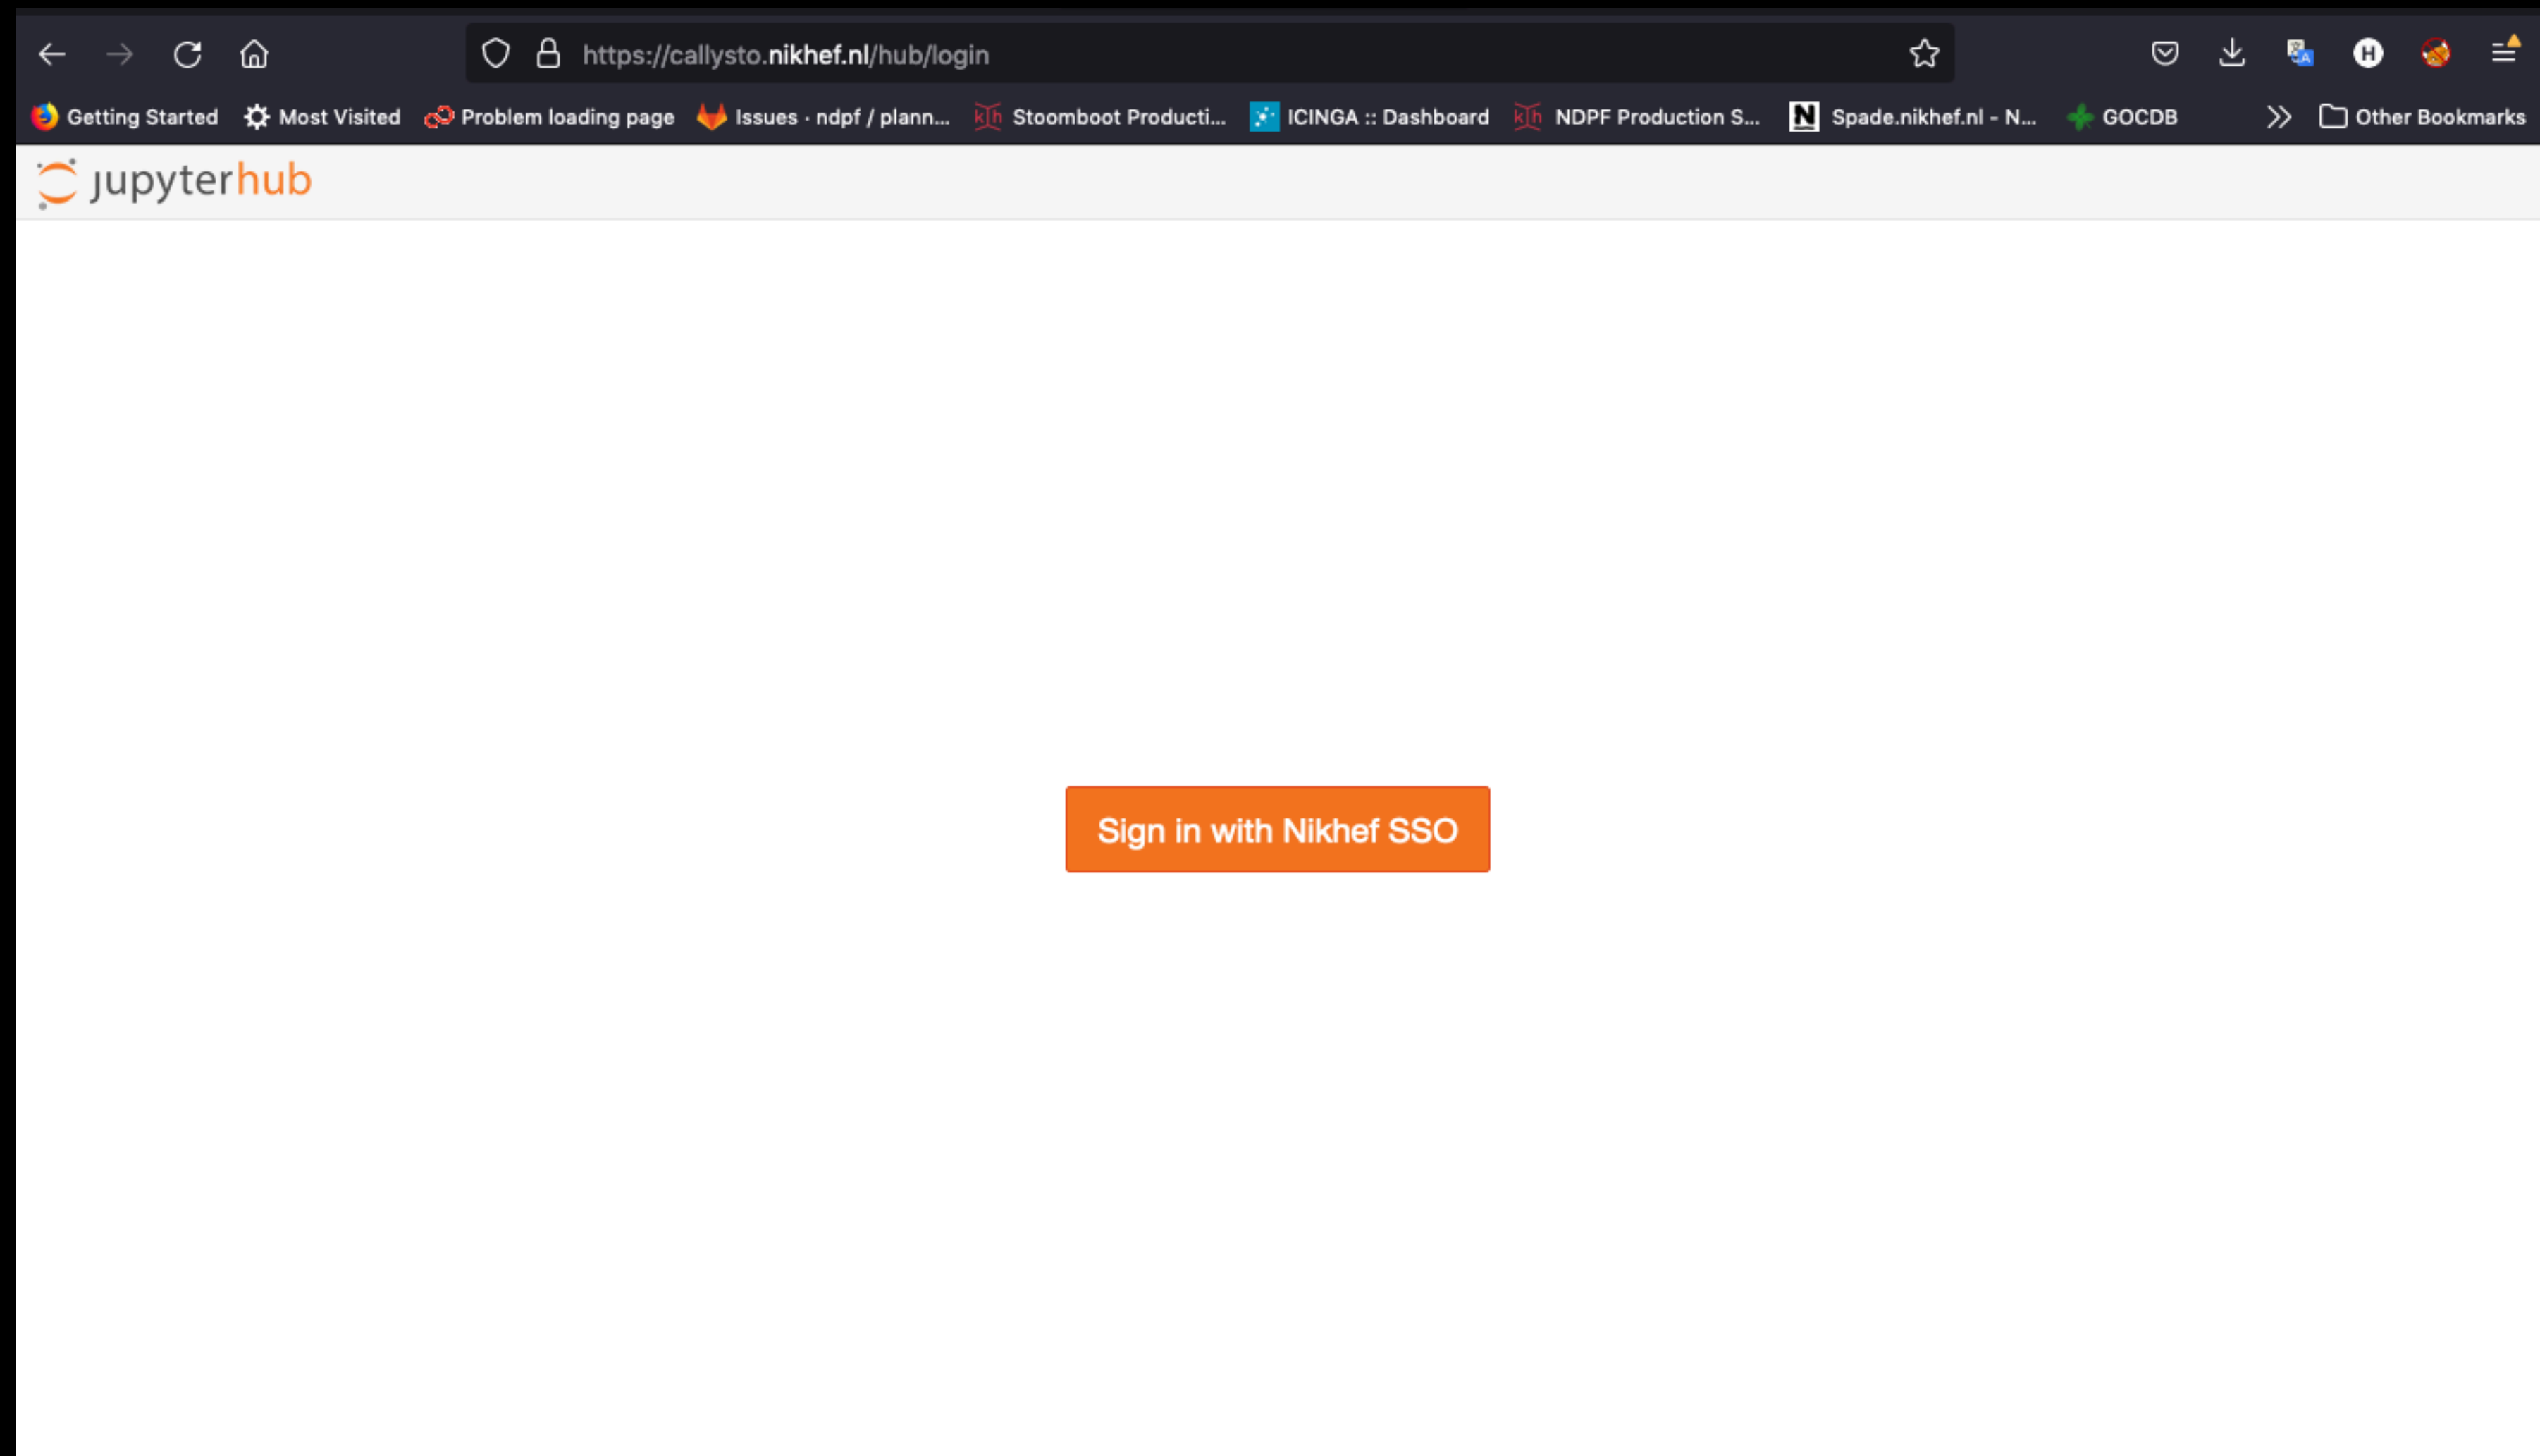 https://callysto.nikhef.nl/hub/login
Getting Started Most Visited Problem loading page Issues · ndpf / plann... Stoomboot Producti... ICINGA :: Dashboard NDPF Production S... N Spade.nikhef.nl - N... GOCDB Other Bookmarks
jupyterhub
Sign in with Nikhef SSO